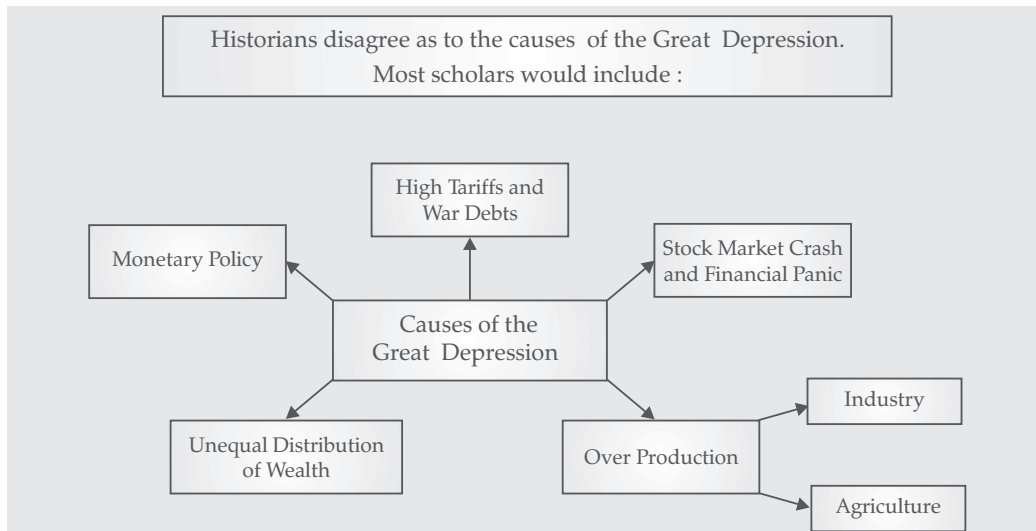 Historians disagree as to the causes of the Great Depression.
Most scholars would include :
High Tariffs and
War Debts
Monetary Policy
Stock Market Crash
and Financial Panic
Causes of the
Great Depression
Industry
Unequal Distribution
of Wealth
Over Production
Agriculture